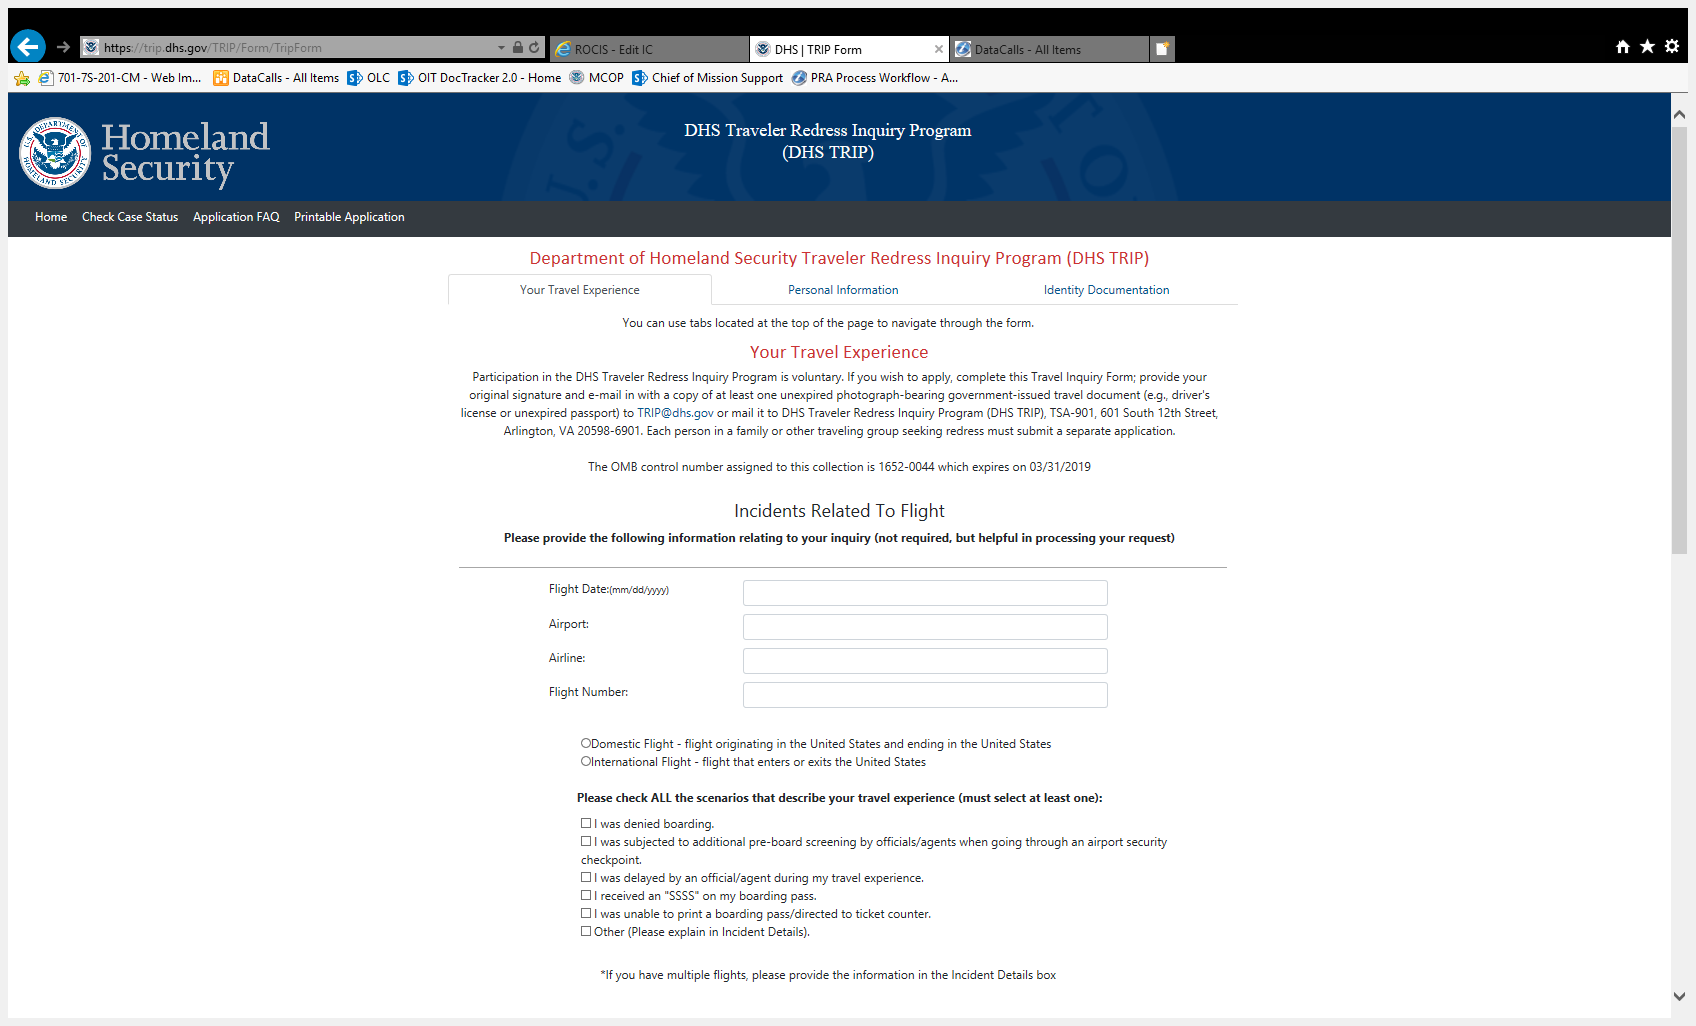 https://trip.dhs.gov/TRIP/Form/TripForm
ROCIS - Edit IC
DHS | TRIP Form
DataCalls - All Items
701-7S-201-CM - Web Im...
DataCalls - All Items
OLC
OIT DocTracker 2.0 - Home
MCOP
Chief of Mission Support
PRA Process Workflow - A...
Homeland
Security
DHS Traveler Redress Inquiry Program
(DHS TRIP)
Home
Check Case Status
Application FAQ
Printable Application
Department of Homeland Security Traveler Redress Inquiry Program (DHS TRIP)
Your Travel Experience
Personal Information
Identity Documentation
You can use tabs located at the top of the page to navigate through the form.
Your Travel Experience
Participation in the DHS Traveler Redress Inquiry Program is voluntary. If you wish to apply, complete this Travel Inquiry Form; provide your
original signature and e-mail in with a copy of at least one unexpired photograph-bearing government-issued travel document (e.g., driver's
license or unexpired passport) to TRIP@dhs.gov or mail it to DHS Traveler Redress Inquiry Program (DHS TRIP), TSA-901, 601 South 12th Street,
Arlington, VA 20598-6901. Each person in a family or other traveling group seeking redress must submit a separate application.
The OMB control number assigned to this collection is 1652-0044 which expires on 03/31/2019
Incidents Related To Flight
Please provide the following information relating to your inquiry (not required, but helpful in processing your request)
Flight Date:(mm/dd/yyyy)
Airport:
Airline:
Flight Number:
Domestic Flight - flight originating in the United States and ending in the United States
International Flight - flight that enters or exits the United States
Please check ALL the scenarios that describe your travel experience (must select at least one):
I was denied boarding.
I was subjected to additional pre-board screening by officials/agents when going through an airport security
checkpoint.
I was delayed by an official/agent during my travel experience.
I received an "SSSS" on my boarding pass.
I was unable to print a boarding pass/directed to ticket counter.
Other (Please explain in Incident Details).
*If you have multiple flights, please provide the information in the Incident Details box